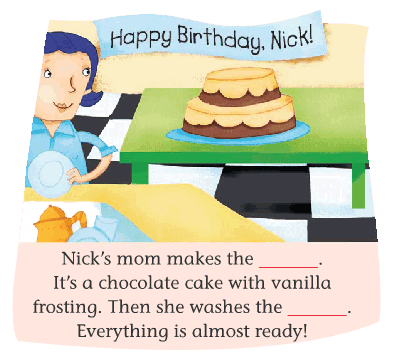 Happy Birthday, Nick!
Nick's mom makes the ______.
It's a chocolate cake with vanilla
frosting. Then she washes the ______.
Everything is almost ready!